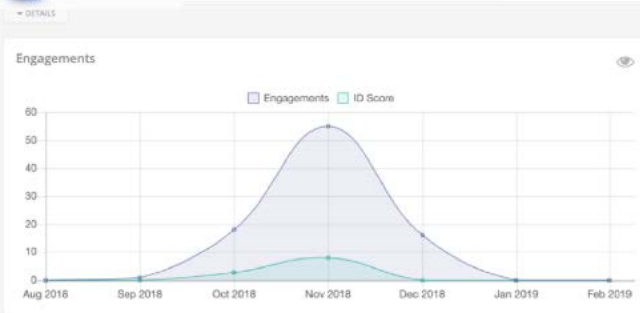 DETAILS
Engagements
Engagements ID Score
60
50
40
30
20
10
0
Aug 2018 Sep 2018 Oct 2018 Nov 2018 Dec 2018 Jan 2019 Feb 2019